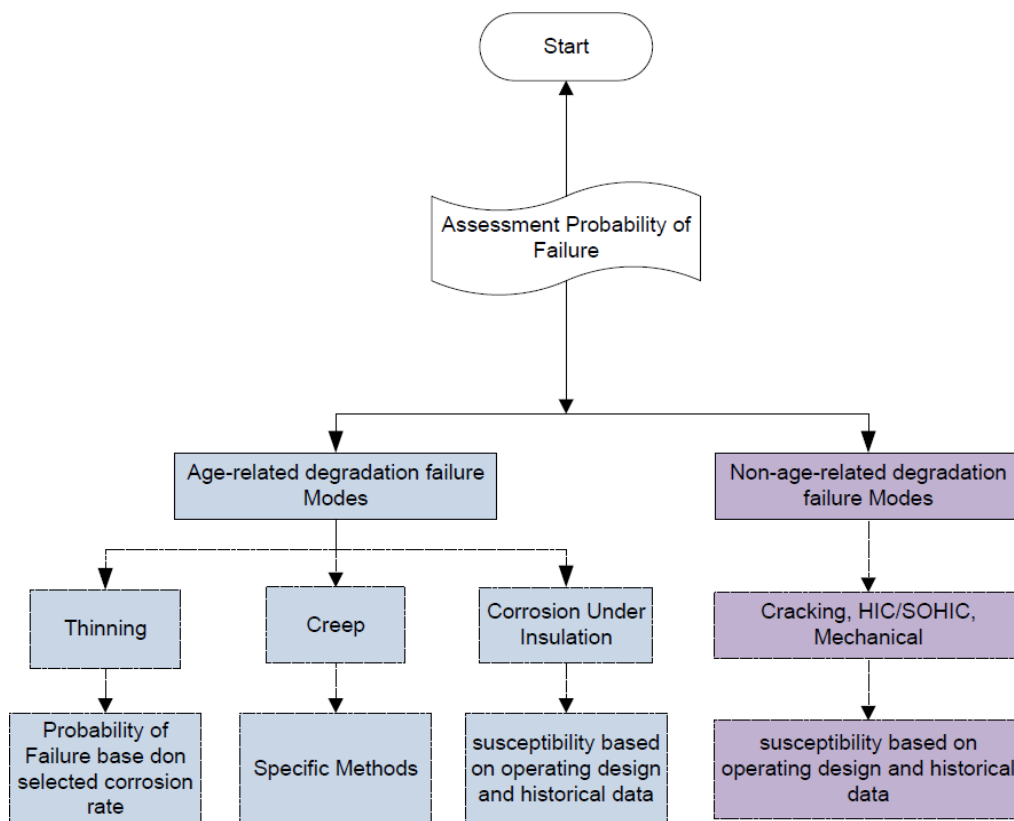 Start
Assessment Probability of
Failure
Age-related degradation failure
Modes
Non-age-related degradation
failure Modes
Thinning
Creep
Corrosion Under
Insulation
Cracking, HIC/SOHIC,
Mechanical
Probability of
Failure base don
selected corrosion
rate
Specific Methods
susceptibility based
on operating design
and historical data
susceptibility based on
operating design and historical
data